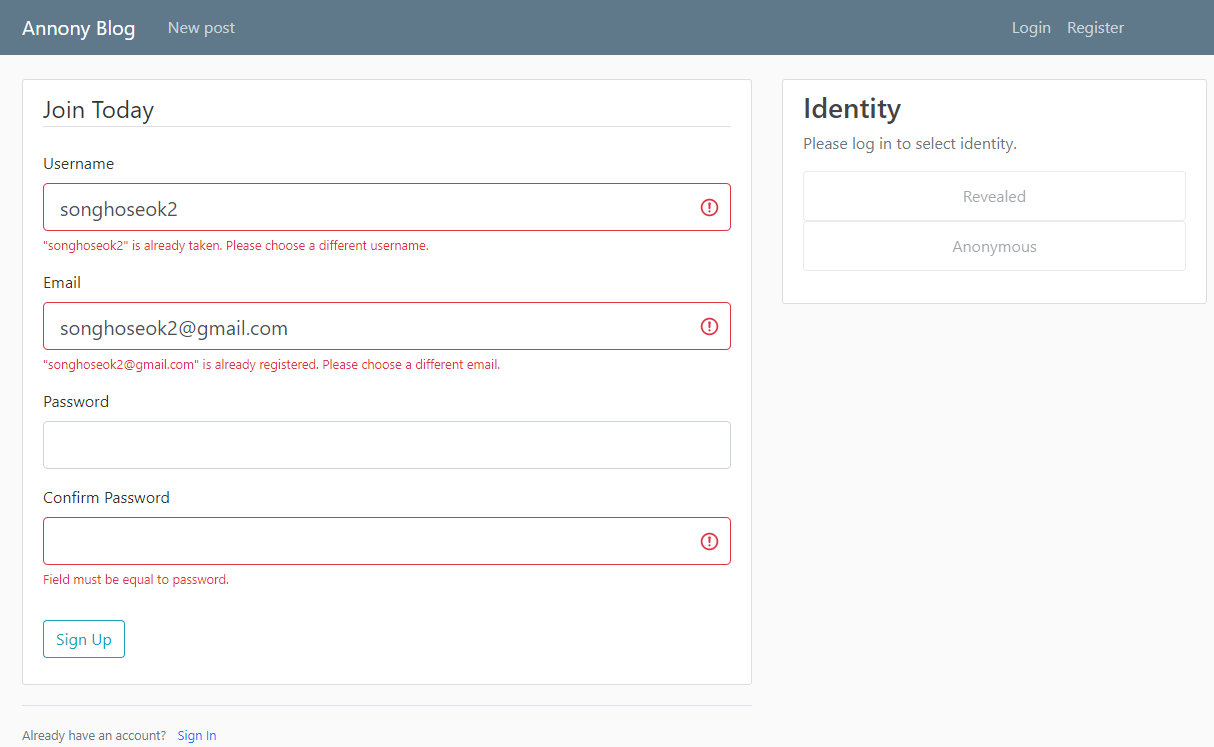 Annony Blog New post Login Register
Join Today
Username
songhoseok2
"songhoseok2" is already taken. Please choose a different username.
Email
songhoseok2@gmail.com
"songhoseok2@gmail.com" is already registered. Please choose a different email.
Password
Confirm Password
Field must be equal to password.
Sign Up
Already have an account? Sign In
Identity
Please log in to select identity.
Revealed
Anonymous